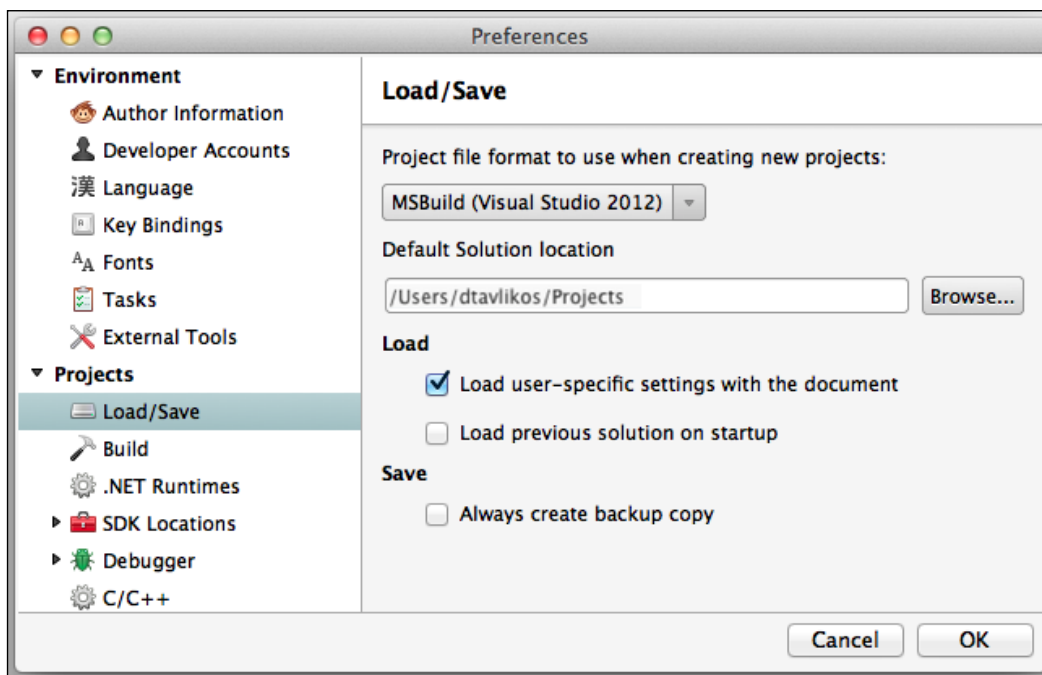 Preferences
Environment
Author Information
Developer Accounts
漢 Language
Key Bindings
AA Fonts
Tasks
External Tools
Projects
Load/Save
Build
.NET Runtimes
SDK Locations
Debugger
C/C++
Load/Save
Project file format to use when creating new projects:
MSBuild (Visual Studio 2012)
Default Solution location
/Users/dtavlikos/Projects
Browse...
Load
Load user-specific settings with the document
Load previous solution on startup
Save
Always create backup copy
Cancel
OK